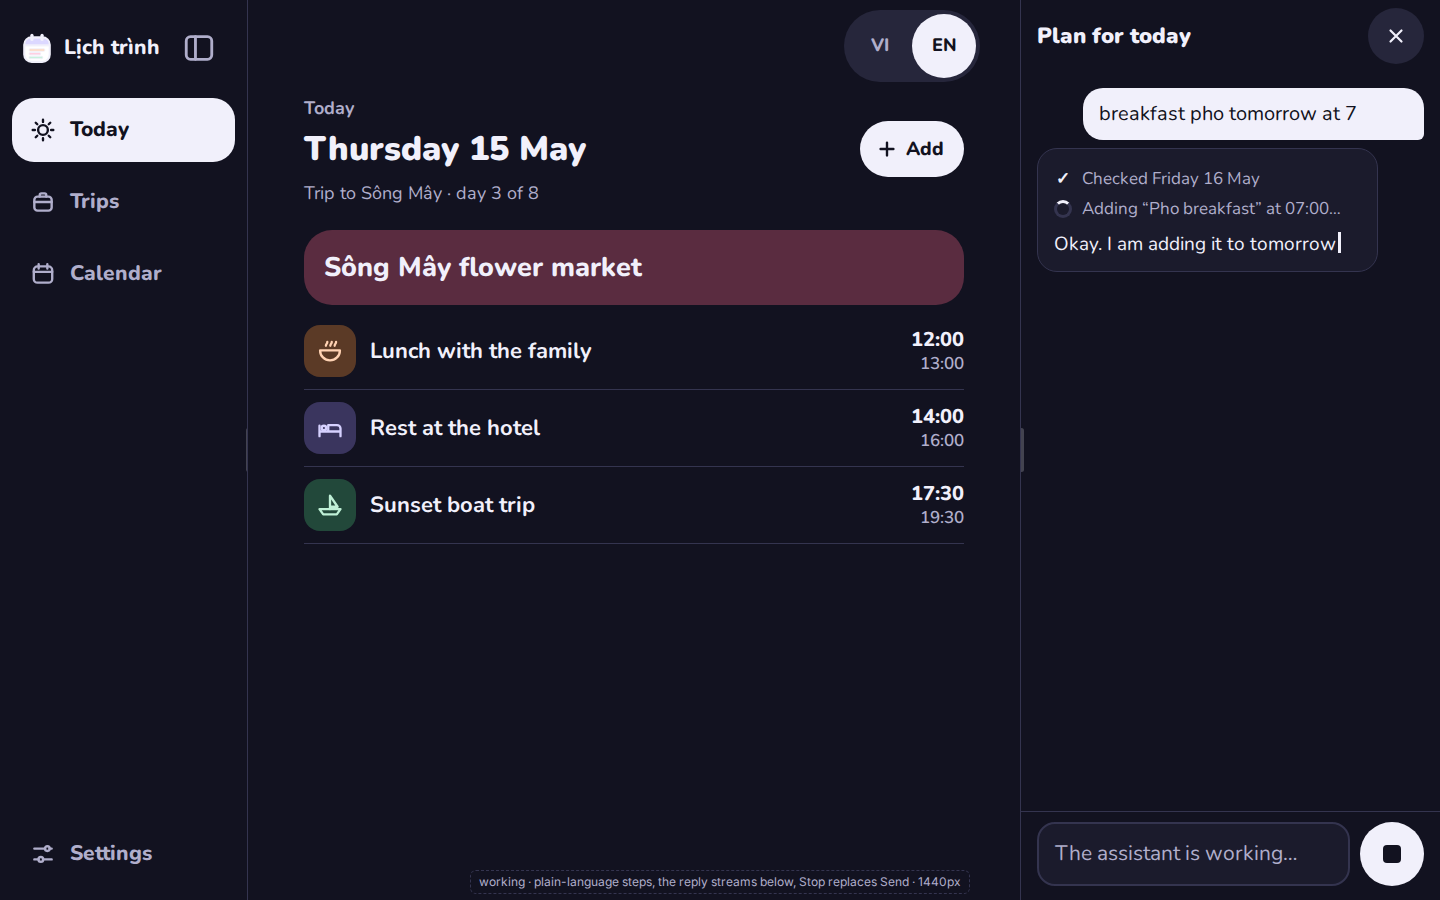 Lịch trình
Today
Trips
Calendar
Settings
VI
EN
Today
Thursday 15 May
Trip to Sông Mây · day 3 of 8
+ Add
Sông Mây flower market
Lunch with the family
12:00
13:00
Rest at the hotel
14:00
16:00
Sunset boat trip
17:30
19:30
working · plain-language steps, the reply streams below, Stop replaces Send · 1440px
Plan for today
breakfast pho tomorrow at 7
✓ Checked Friday 16 May
Adding “Pho breakfast” at 07:00…
Okay. I am adding it to tomorrow
The assistant is working…